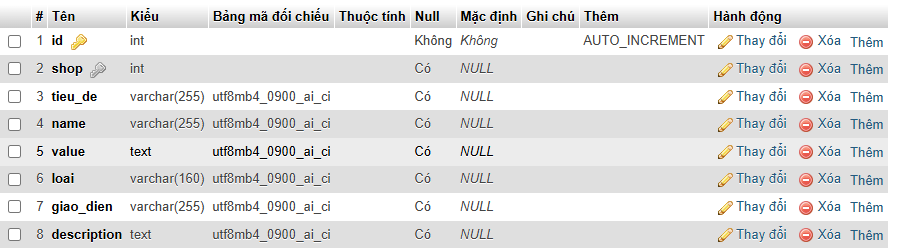 # Tên Kiểu Bảng mã đối chiếu Thuộc tính Null Mặc định Ghi chú Thêm Hành động
1 id int Không Không AUTO_INCREMENT Thay đổi Xóa Thêm
2 shop int Có NULL Thay đổi Xóa Thêm
3 tieu_de varchar(255) utf8mb4_0900_ai_ci Có NULL Thay đổi Xóa Thêm
4 name varchar(255) utf8mb4_0900_ai_ci Có NULL Thay đổi Xóa Thêm
5 value text utf8mb4_0900_ai_ci Có NULL Thay đổi Xóa Thêm
6 loai varchar(160) utf8mb4_0900_ai_ci Có NULL Thay đổi Xóa Thêm
7 giao_dien varchar(255) utf8mb4_0900_ai_ci Có NULL Thay đổi Xóa Thêm
8 description text utf8mb4_0900_ai_ci Có NULL Thay đổi Xóa Thêm